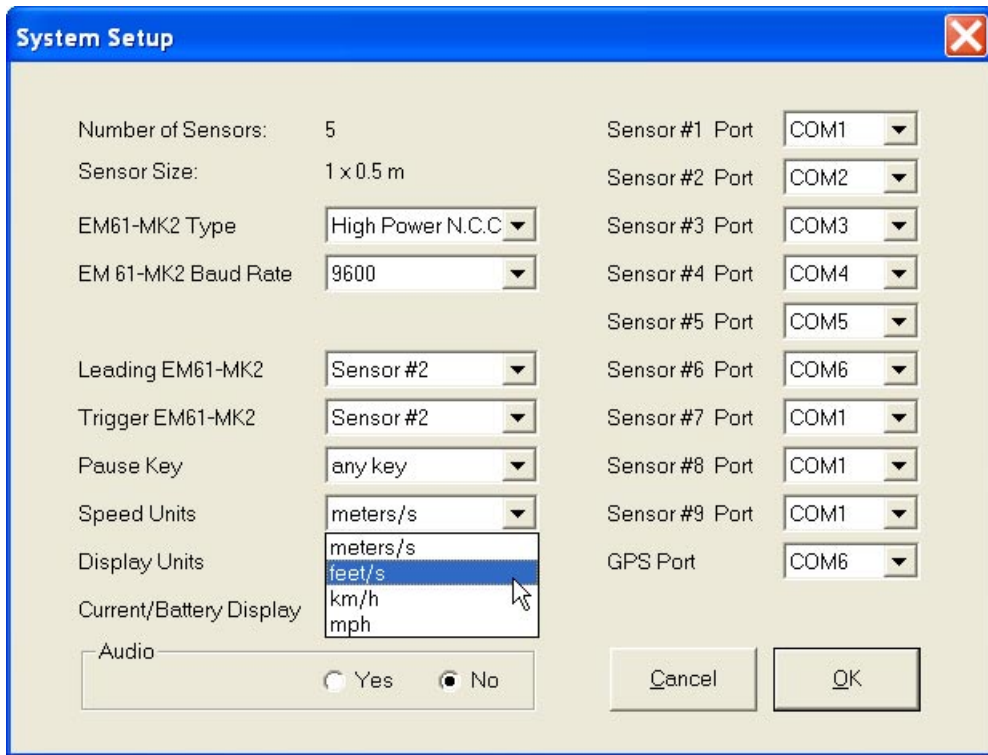 System Setup
Number of Sensors: 5
Sensor Size: 1 x 0.5 m
EM61-MK2 Type High Power N.C.C
EM 61-MK2 Baud Rate 9600
Leading EM61-MK2 Sensor #2
Trigger EM61-MK2 Sensor #2
Pause Key any key
Speed Units meters/s
meters/s
feet/s
km/h
mph
Display Units
Current/Battery Display
Audio
Yes No
Sensor #1 Port COM1
Sensor #2 Port COM2
Sensor #3 Port COM3
Sensor #4 Port COM4
Sensor #5 Port COM5
Sensor #6 Port COM6
Sensor #7 Port COM1
Sensor #8 Port COM1
Sensor #9 Port COM1
GPS Port COM6
Cancel OK